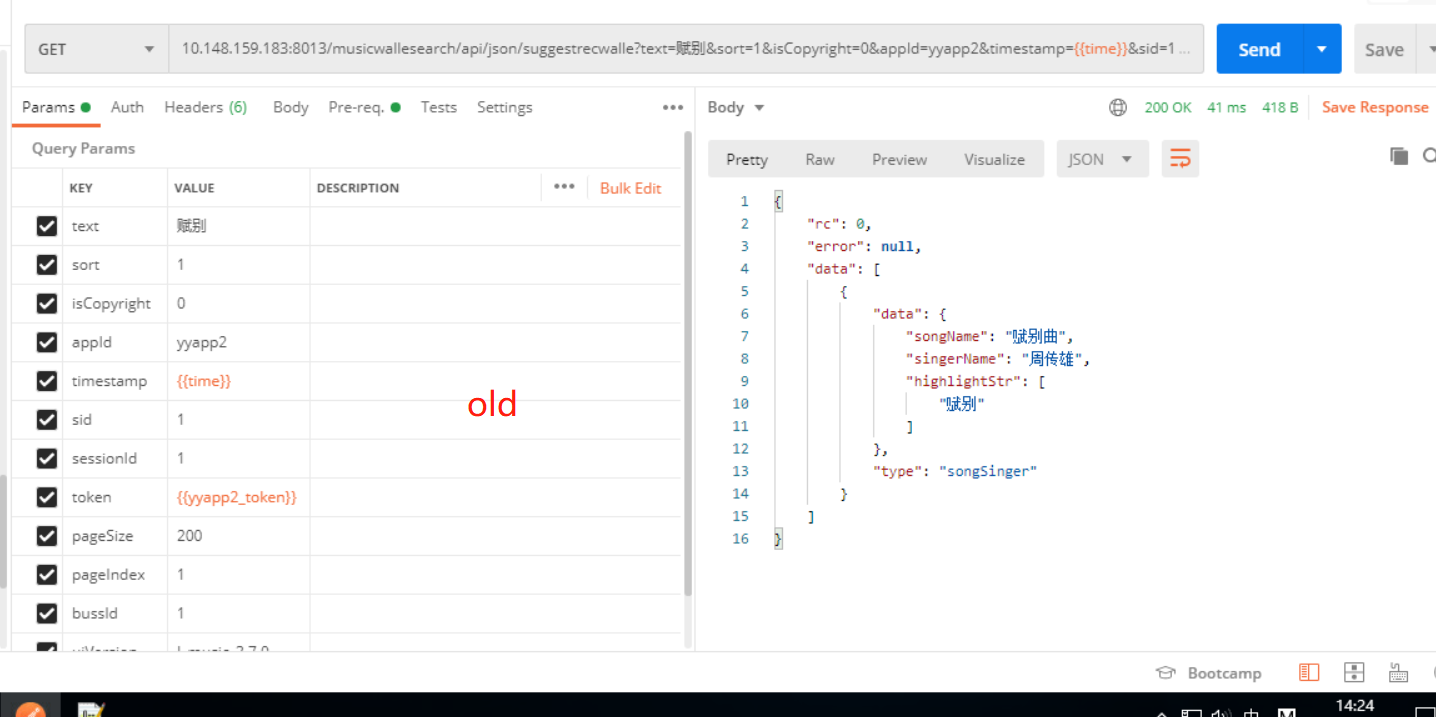 GET
10.148.159.183:8013/musicwallesearch/api/json/suggestrecwalle?text=赋别&sort=1&isCopyright=0&appId=yyapp2&timestamp={{time}}&sid=1 ...
Send
Save
Params
Auth
Headers (6)
Body
Pre-req.
Tests
Settings
Body
200 OK
41 ms
418 B
Save Response
Query Params
Pretty
Raw
Preview
Visualize
JSON
KEY
VALUE
DESCRIPTION
Bulk Edit
text
赋别
sort
1
isCopyright
0
appId
yyapp2
timestamp
{{time}}
sid
1
sessionId
1
token
{{yyapp2_token}}
pageSize
200
pageIndex
1
bussId
1
old
1 {
2 "rc": 0,
3 "error": null,
4 "data": [
5 {
6 "data": {
7 "songName": "赋别曲",
8 "singerName": "周传雄",
9 "highlightStr": [
10 "赋别"
11 ]
12 },
13 "type": "songSinger"
14 }
15 ]
16 }
Bootcamp
中
M
14:24